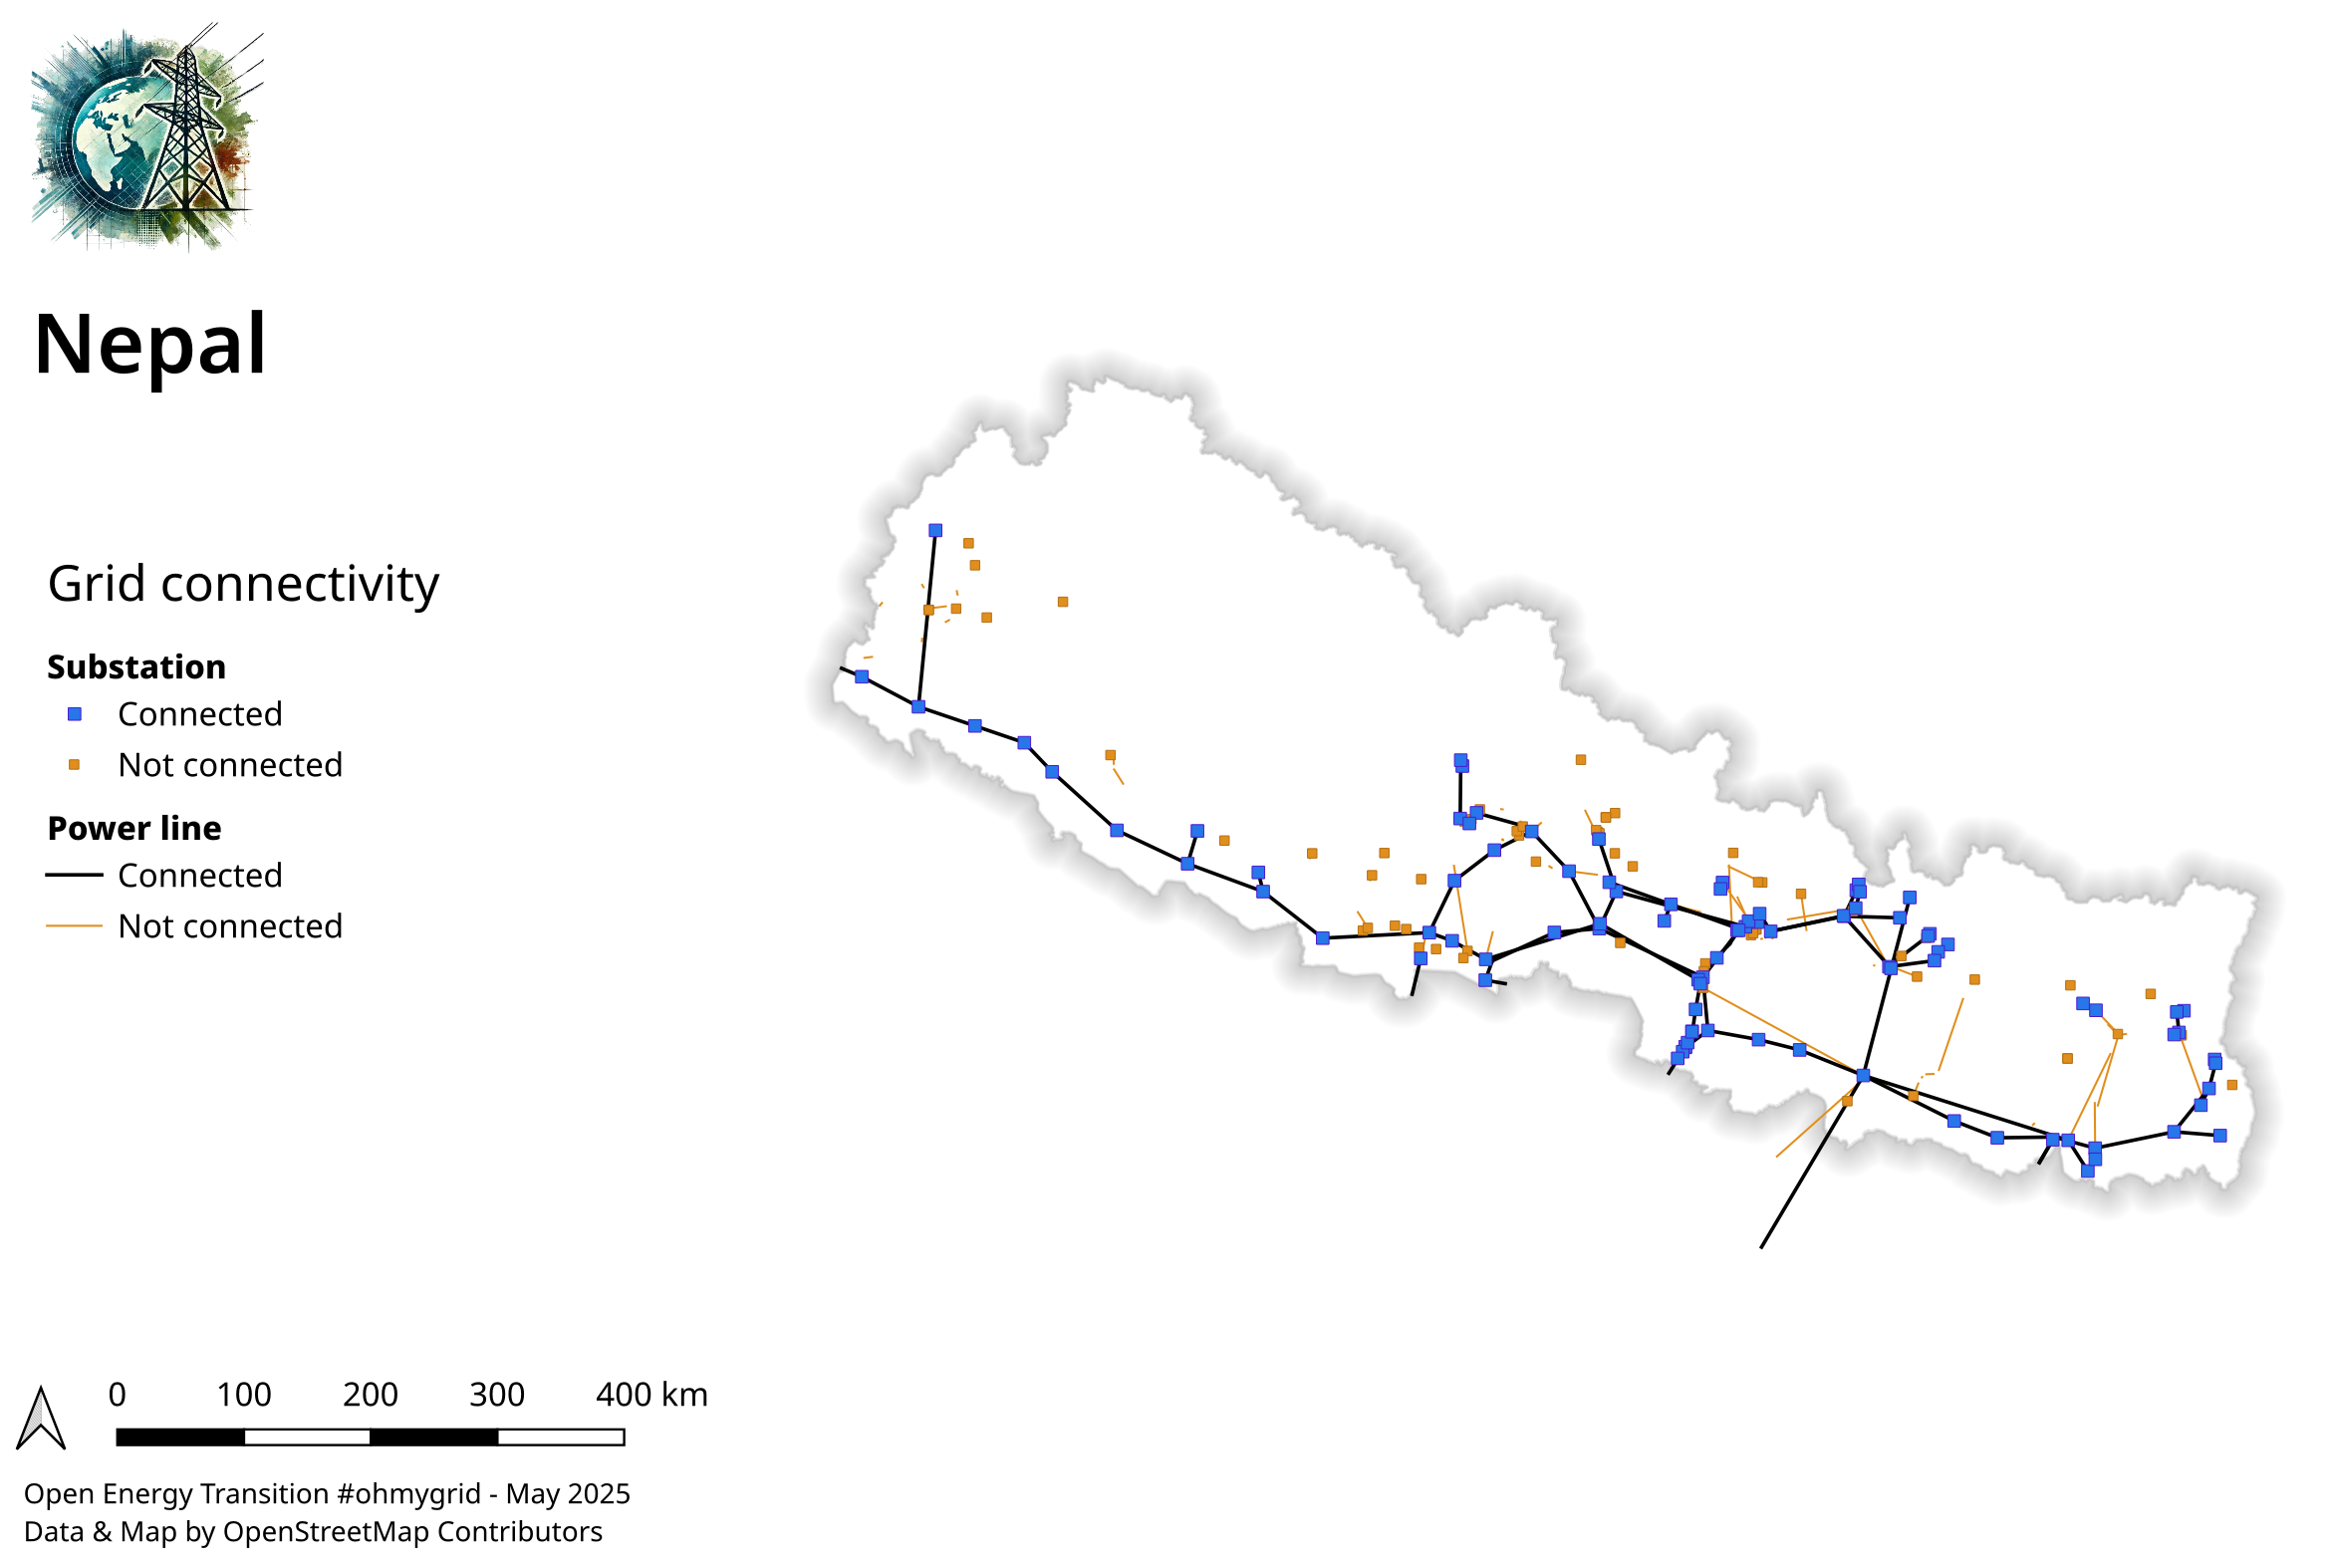 Nepal
Grid connectivity
Substation
Connected
Not connected
Power line
Connected
Not connected
0 100 200 300 400 km
Open Energy Transition #ohmygrid - May 2025
Data & Map by OpenStreetMap Contributors